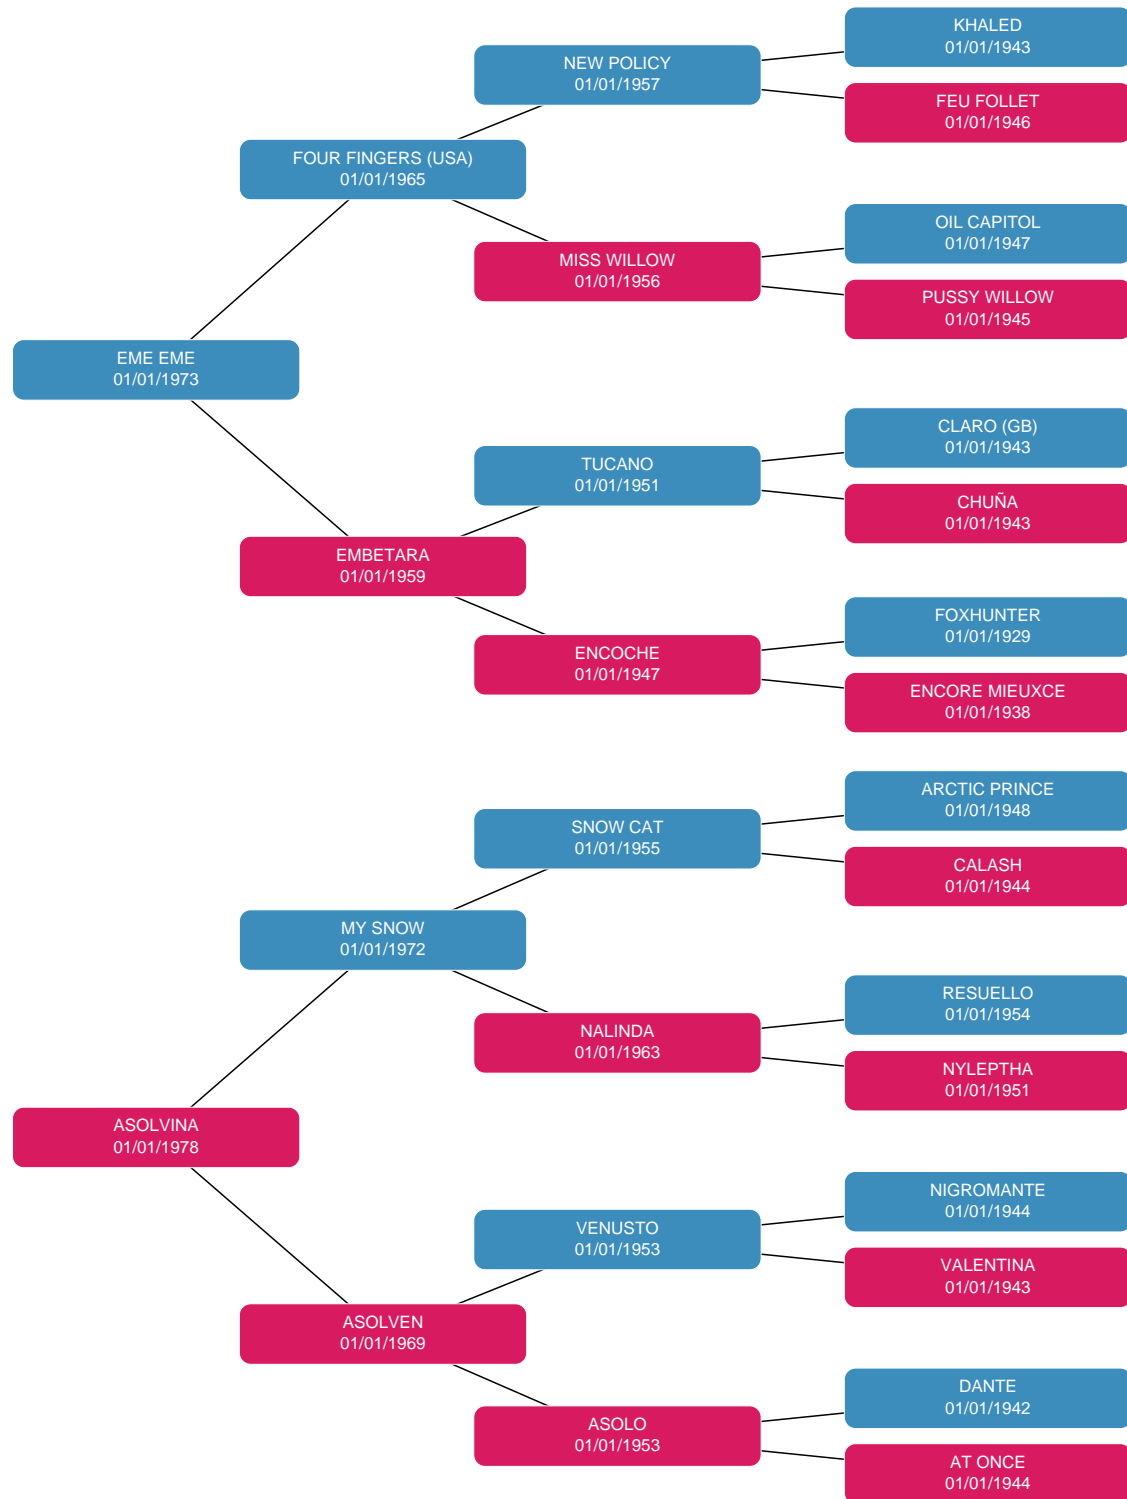 KHALED
01/01/1943
NEW POLICY
01/01/1957
FEU FOLLET
01/01/1946
FOUR FINGERS (USA)
01/01/1965
OIL CAPITOL
01/01/1947
MISS WILLOW
01/01/1956
PUSSY WILLOW
01/01/1945
EME EME
01/01/1973
CLARO (GB)
01/01/1943
TUCANO
01/01/1951
CHUÑA
01/01/1943
EMBETARA
01/01/1959
FOXHUNTER
01/01/1929
ENCOCHE
01/01/1947
ENCORE MIEUXCE
01/01/1938
ARCTIC PRINCE
01/01/1948
SNOW CAT
01/01/1955
CALASH
01/01/1944
MY SNOW
01/01/1972
RESUELLO
01/01/1954
NALINDA
01/01/1963
NYLEPTHA
01/01/1951
ASOLVINA
01/01/1978
NIGROMANTE
01/01/1944
VENUSTO
01/01/1953
VALENTINA
01/01/1943
ASOLVEN
01/01/1969
DANTE
01/01/1942
ASOLO
01/01/1953
AT ONCE
01/01/1944